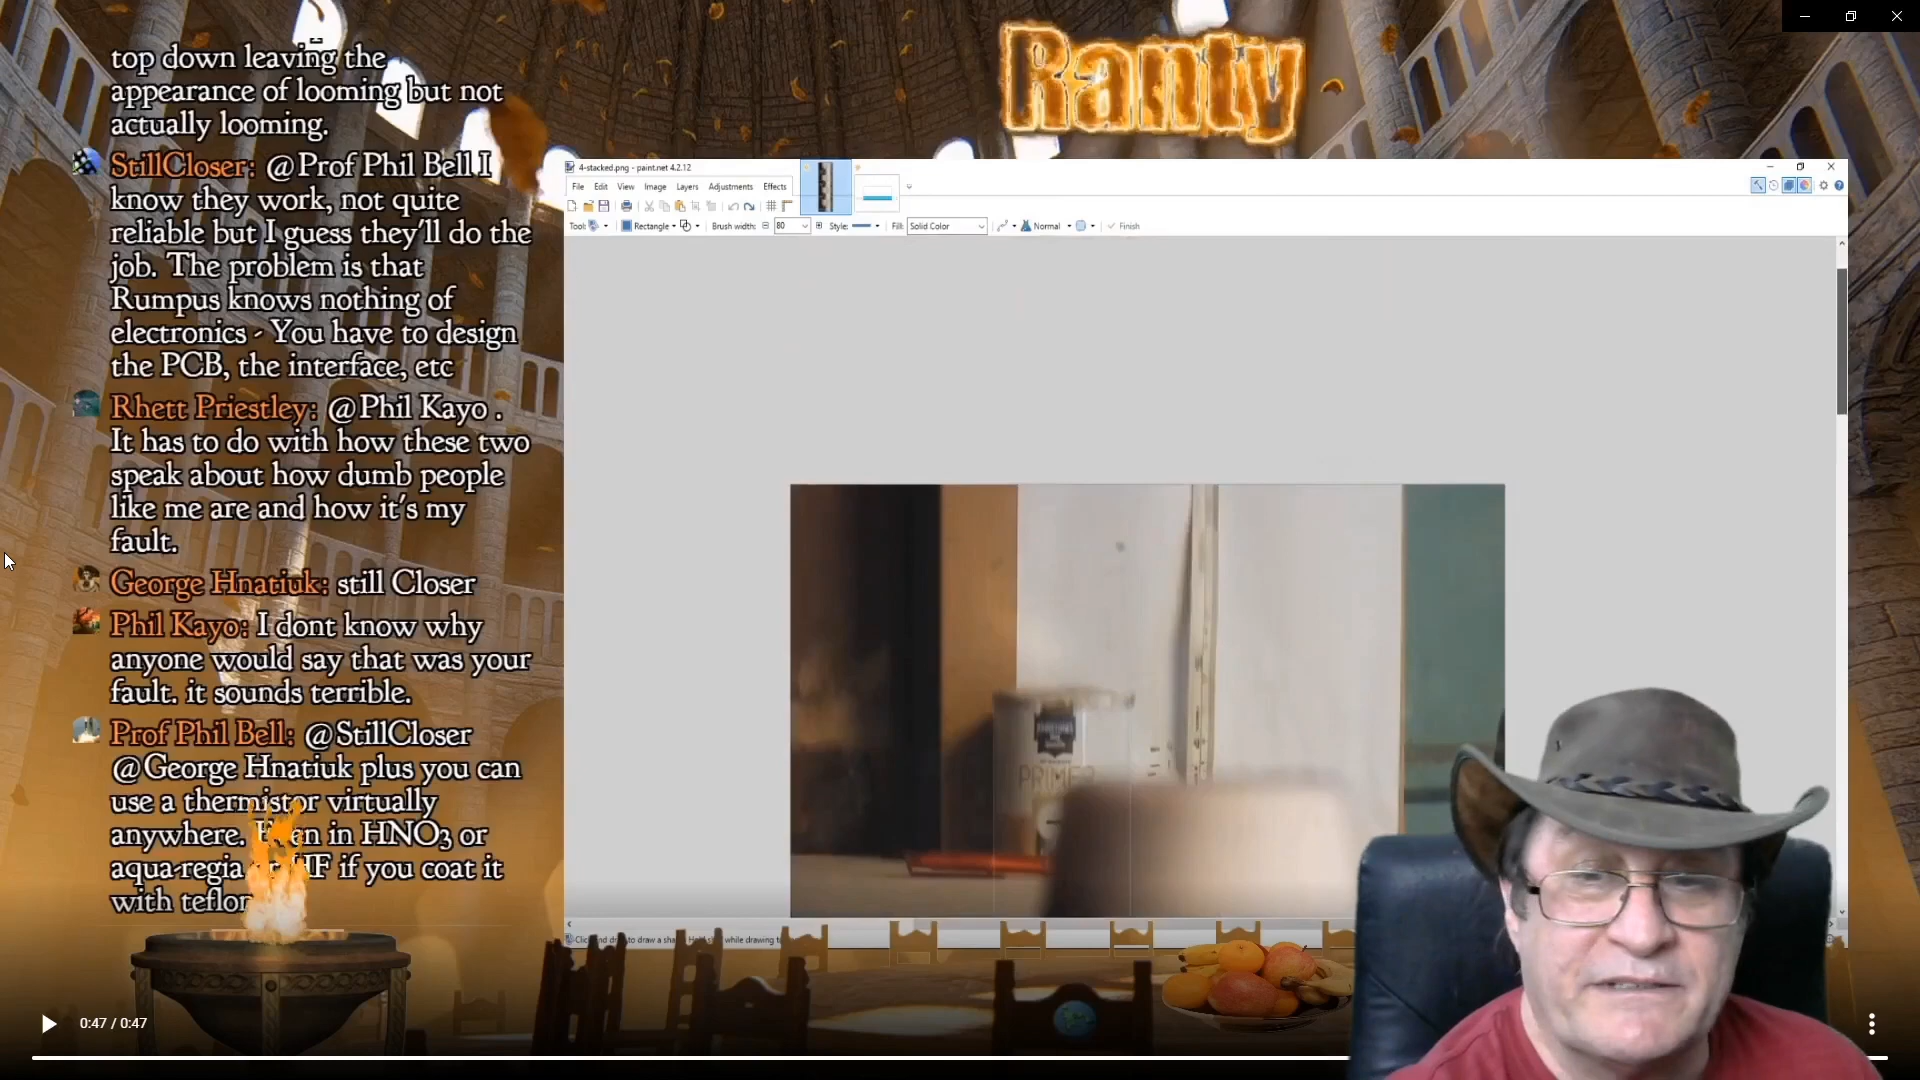 top down leaving the
appearance of looming but not
actually looming.
StillCloser: @Prof Phil Bell I
know they work, not quite
reliable but I guess they'll do the
job. The problem is that
Rumpus knows nothing of
electronics - You have to design
the PCB, the interface, etc
Rhett Priestley: @Phil Kayo .
It has to do with how these two
speak about how dumb people
like me are and how it's my
fault.
George Hnatiuk: still Closer
Phil Kayo: I dont know why
anyone would say that was your
fault. it sounds terrible.
Prof Phil Bell: @StillCloser
@George Hnatiuk plus you can
use a thermistor virtually
anywhere. Even in HNO3 or
aqua-regia or HF if you coat it
with teflon
Ranty
4-stacked.png - paint.net 4.2.12
File Edit View Image Layers Adjustments Effects
Tool: Rectangle Brush width: 80 Style: Fill: Solid Color Normal Finish
PRIMER
0:47 / 0:47